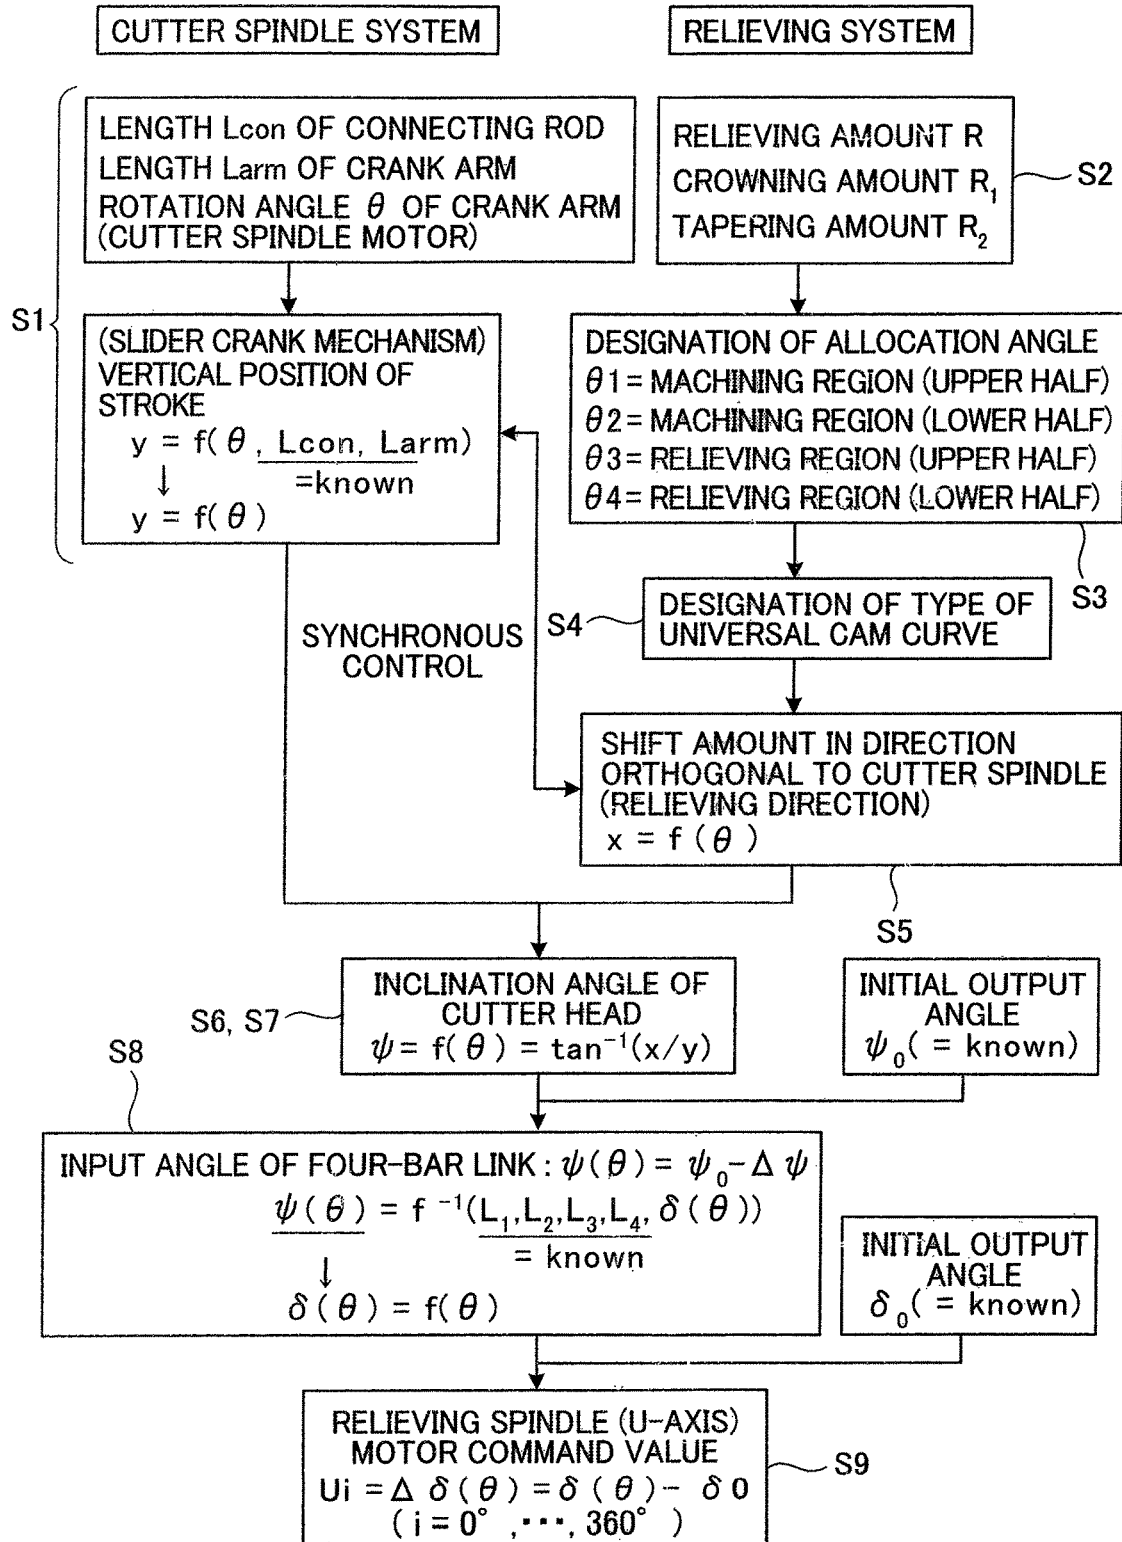 CUTTER SPINDLE SYSTEM
RELIEVING SYSTEM
S1
LENGTH Lcon OF CONNECTING ROD
LENGTH Larm OF CRANK ARM
ROTATION ANGLE θ OF CRANK ARM
(CUTTER SPINDLE MOTOR)
RELIEVING AMOUNT R
CROWNING AMOUNT R₁
TAPERING AMOUNT R₂
S2
(SLIDER CRANK MECHANISM)
VERTICAL POSITION OF
STROKE
y = f(θ, Lcon, Larm)
=known
↓
y = f(θ)
DESIGNATION OF ALLOCATION ANGLE
θ1= MACHINING REGION (UPPER HALF)
θ2= MACHINING REGION (LOWER HALF)
θ3= RELIEVING REGION (UPPER HALF)
θ4= RELIEVING REGION (LOWER HALF)
S3
S4
DESIGNATION OF TYPE OF
UNIVERSAL CAM CURVE
SYNCHRONOUS
CONTROL
SHIFT AMOUNT IN DIRECTION
ORTHOGONAL TO CUTTER SPINDLE
(RELIEVING DIRECTION)
x = f (θ)
S5
S6, S7
INCLINATION ANGLE OF
CUTTER HEAD
ψ= f(θ) = tan⁻¹(x/y)
INITIAL OUTPUT
ANGLE
ψ₀( = known)
S8
INPUT ANGLE OF FOUR-BAR LINK : ψ(θ) = ψ₀-Δψ
ψ(θ) = f ⁻¹(L₁,L₂,L₃,L₄, δ(θ))
= known
↓
δ(θ) = f(θ)
INITIAL OUTPUT
ANGLE
δ₀( = known)
RELIEVING SPINDLE (U-AXIS)
MOTOR COMMAND VALUE
Ui = Δ δ(θ) = δ(θ) - δ0
( i = 0° ,･･･, 360° )
S9